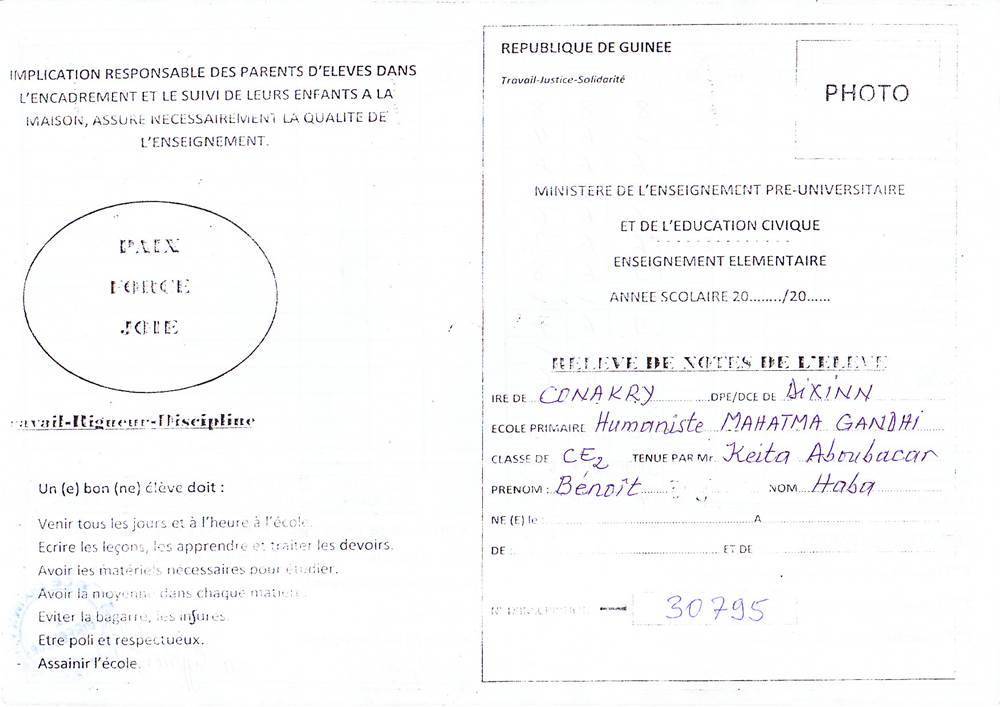 IMPLICATION RESPONSABLE DES PARENTS D'ELEVES DANS
L'ENCADREMENT ET LE SUIVI DE LEURS ENFANTS A LA
MAISON, ASSURE NECESSAIREMENT LA QUALITE DE
L'ENSEIGNEMENT.
PAIX
FORCE
JOIE
avail-Rigueur-Discipline
Un (e) bon (ne) élève doit :
- Venir tous les jours et à l'heure à l'école.
Ecrire les leçons, les apprendre et traiter les devoirs.
Avoir les matériels nécessaires pour étudier.
Avoir la moyenne dans chaque matière.
Eviter la bagarre, les injures.
Etre poli et respectueux.
- Assainir l'école.
REPUBLIQUE DE GUINEE
Travail-Justice-Solidarité
PHOTO
MINISTERE DE L'ENSEIGNEMENT PRE-UNIVERSITAIRE
ET DE L'EDUCATION CIVIQUE
ENSEIGNEMENT ELEMENTAIRE
ANNEE SCOLAIRE 20......../20......
RELEVE DE NOTES DE L'ELEVE
IRE DE CONAKRY DPE/DCE DE DIXINN
ECOLE PRIMAIRE Humaniste MAHATMA GANDHI
CLASSE DE CE2 TENUE PAR Mr. Keita Aboubacar
PRENOM : Bénoît NOM Haba
NE (E) le : A
DE : ET DE
30795